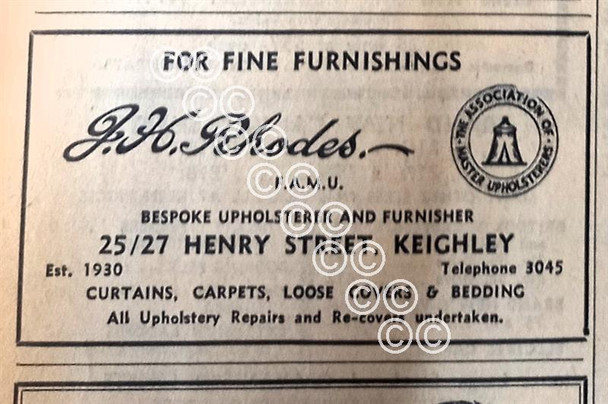 FOR FINE FURNISHINGS
J. H. Rhodes.
THE ASSOCIATION OF
MASTER UPHOLSTERERS
F.A.M.U.
BESPOKE UPHOLSTERER AND FURNISHER
25/27 HENRY STREET, KEIGHLEY
Est. 1930 Telephone 3045
CURTAINS, CARPETS, LOOSE COVERS & BEDDING
All Upholstery Repairs and Re-covers undertaken.